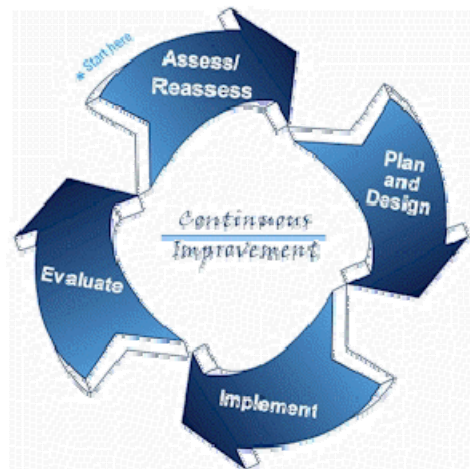 * Start here
Assess/
Reassess
Plan
and
Design
Continuous
Improvement
Evaluate
Implement